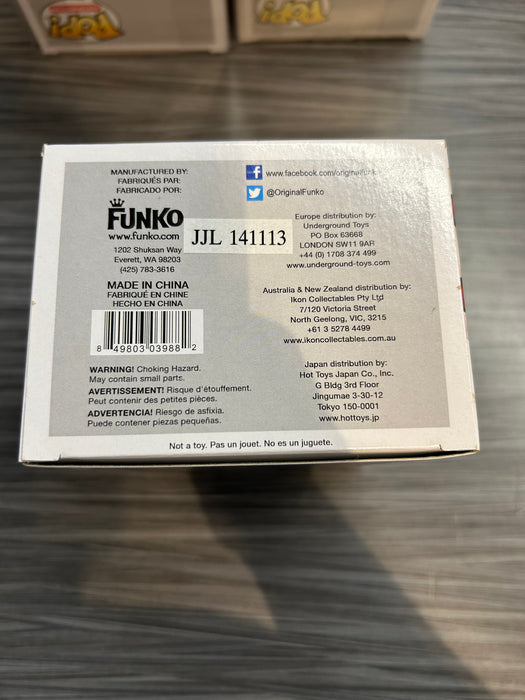 POP!
POP!
MANUFACTURED BY:
FABRIQUÉS PAR:
FABRICADO POR:
FUNKO
www.funko.com
1202 Shuksan Way
Everett, WA 98203
(425) 783-3616
MADE IN CHINA
FABRIQUÉ EN CHINE
HECHO EN CHINA
8 49803 03988 2
WARNING! Choking Hazard.
May contain small parts.
AVERTISSEMENT! Risque d'étouffement.
Peut contenir des petites pièces.
ADVERTENCIA! Riesgo de asfixia.
Puede contener piezas pequeñas.
JJL 141113
f www.facebook.com/originalfunk
@OriginalFunko
Europe distribution by:
Underground Toys
PO Box 63668
LONDON SW11 9AR
+44 (0) 1708 374 499
www.underground-toys.com
Australia & New Zealand distribution by:
Ikon Collectables Pty Ltd
7/120 Victoria Street
North Geelong, VIC, 3215
+61 3 5278 4499
www.ikoncollectables.com.au
Japan distribution by:
Hot Toys Japan Co., Inc.
G Bldg 3rd Floor
Jingumae 3-30-12
Tokyo 150-0001
www.hottoys.jp
Not a toy. Pas un jouet. No es un juguete.